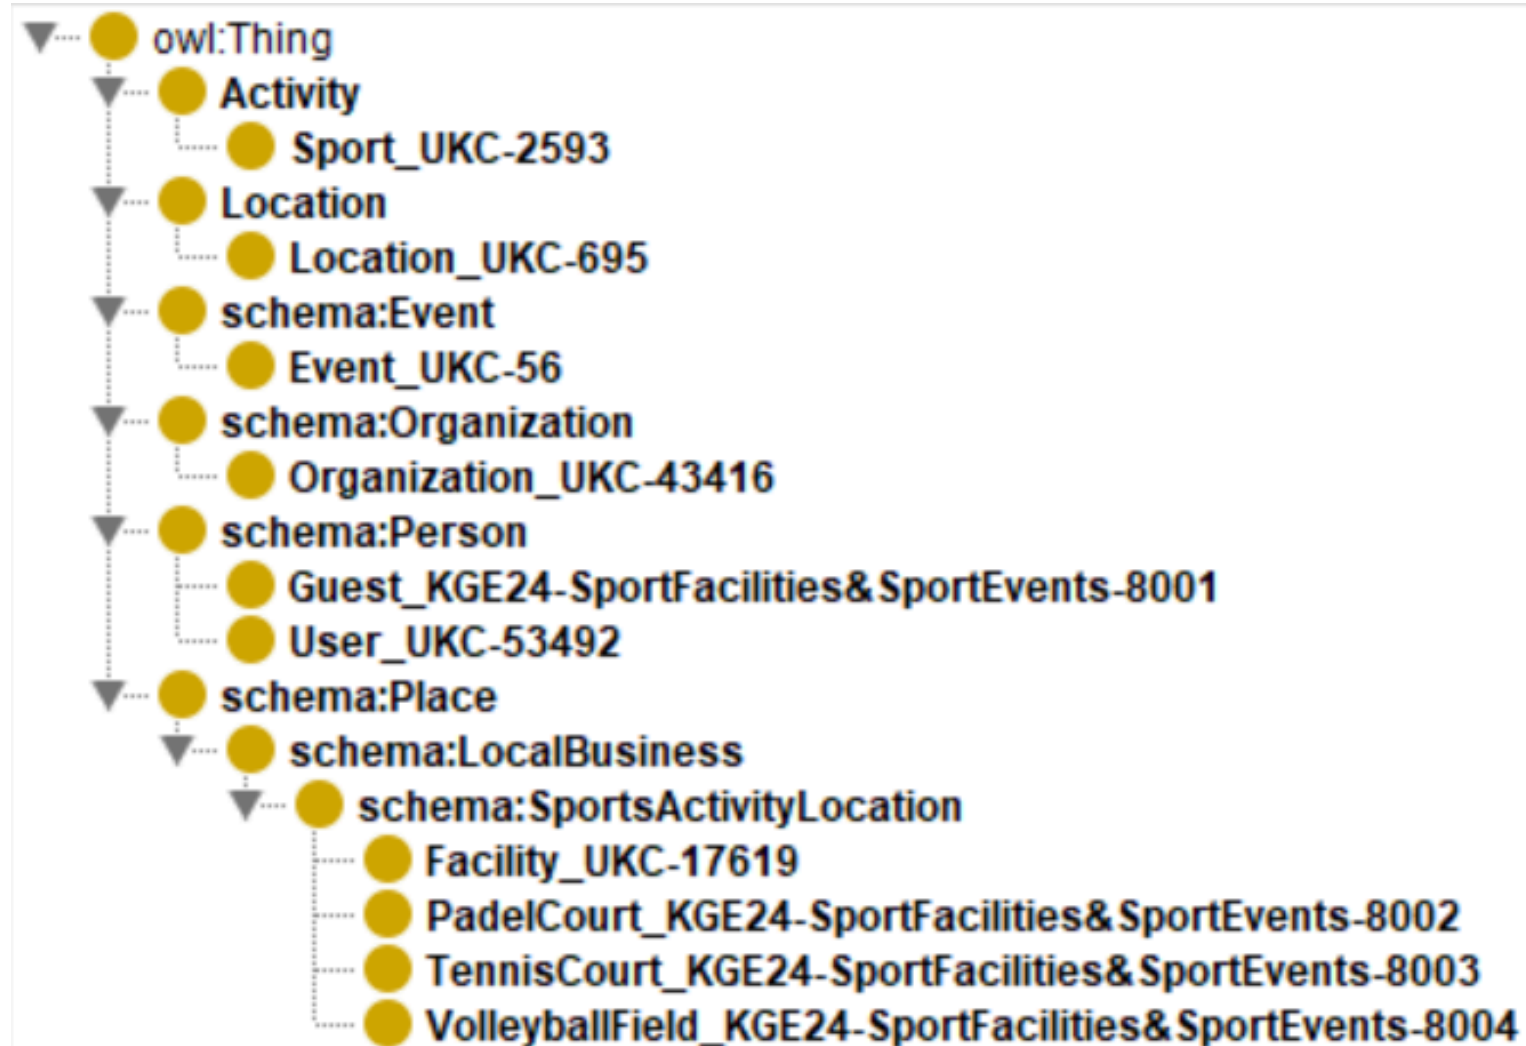 owl:Thing
Activity
Sport_UKC-2593
Location
Location_UKC-695
schema:Event
Event_UKC-56
schema:Organization
Organization_UKC-43416
schema:Person
Guest_KGE24-SportFacilities&SportEvents-8001
User_UKC-53492
schema:Place
schema:LocalBusiness
schema:SportsActivityLocation
Facility_UKC-17619
PadelCourt_KGE24-SportFacilities&SportEvents-8002
TennisCourt_KGE24-SportFacilities&SportEvents-8003
VolleyballField_KGE24-SportFacilities&SportEvents-8004